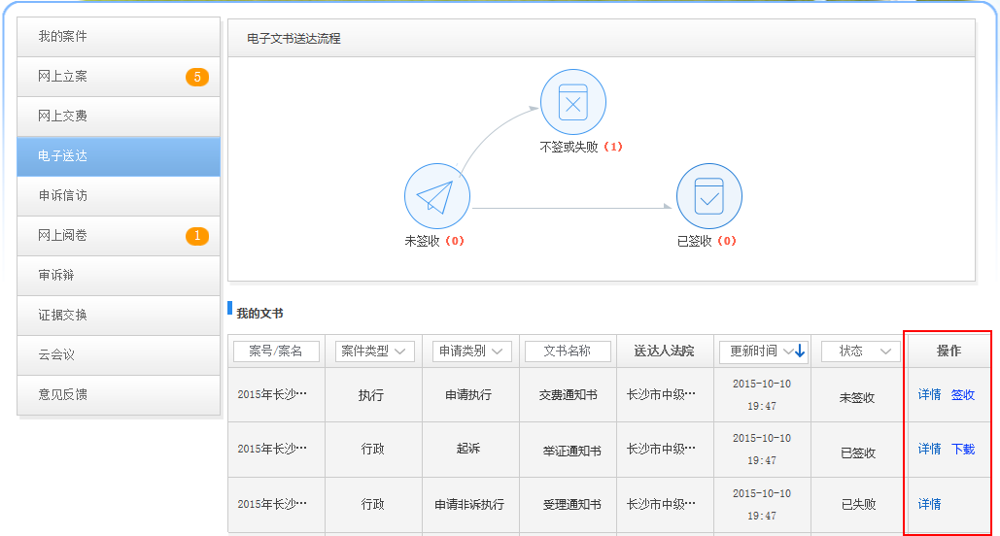 我的案件
网上立案 5
网上交费
电子送达
申诉信访
网上阅卷 1
审诉辩
证据交换
云会议
意见反馈
电子文书送达流程
不签或失败（1）
未签收（0）
已签收（0）
我的文书
案号/案名 案件类型 申请类别 文书名称 送达人法院 更新时间 状态 操作
2015年长沙… 执行 申请执行 交费通知书 长沙市中级… 2015-10-10 未签收 详情 签收
19:47
2015年长沙… 行政 起诉 举证通知书 长沙市中级… 2015-10-10 已签收 详情 下载
19:47
2015年长沙… 行政 申请非诉执行 受理通知书 长沙市中级… 2015-10-10 已失败 详情
19:47